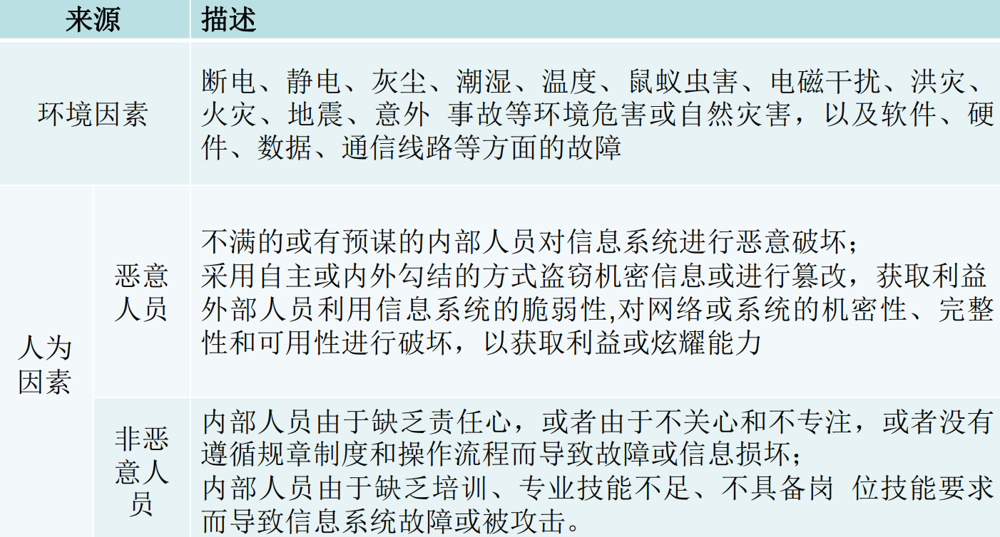 来源
描述
环境因素
断电、静电、灰尘、潮湿、温度、鼠蚁虫害、电磁干扰、洪灾、
火灾、地震、意外 事故等环境危害或自然灾害，以及软件、硬
件、数据、通信线路等方面的故障
人为
因素
恶意
人员
不满的或有预谋的内部人员对信息系统进行恶意破坏；
采用自主或内外勾结的方式盗窃机密信息或进行篡改，获取利益
外部人员利用信息系统的脆弱性,对网络或系统的机密性、完整
性和可用性进行破坏，以获取利益或炫耀能力
非恶
意人
员
内部人员由于缺乏责任心，或者由于不关心和不专注，或者没有
遵循规章制度和操作流程而导致故障或信息损坏；
内部人员由于缺乏培训、专业技能不足、不具备岗 位技能要求
而导致信息系统故障或被攻击。